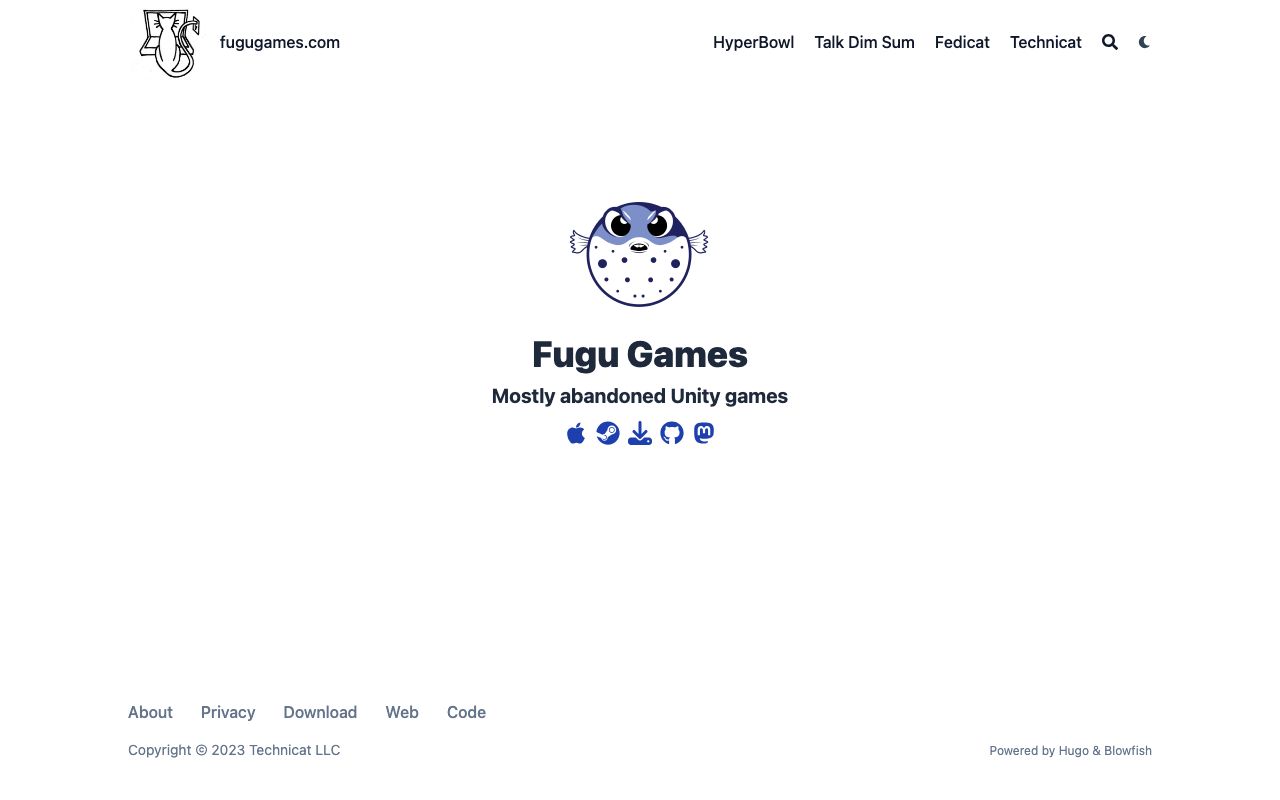 fugugames.com
HyperBowl Talk Dim Sum Fedicat Technicat
Fugu Games
Mostly abandoned Unity games
About Privacy Download Web Code
Copyright © 2023 Technicat LLC
Powered by Hugo & Blowfish